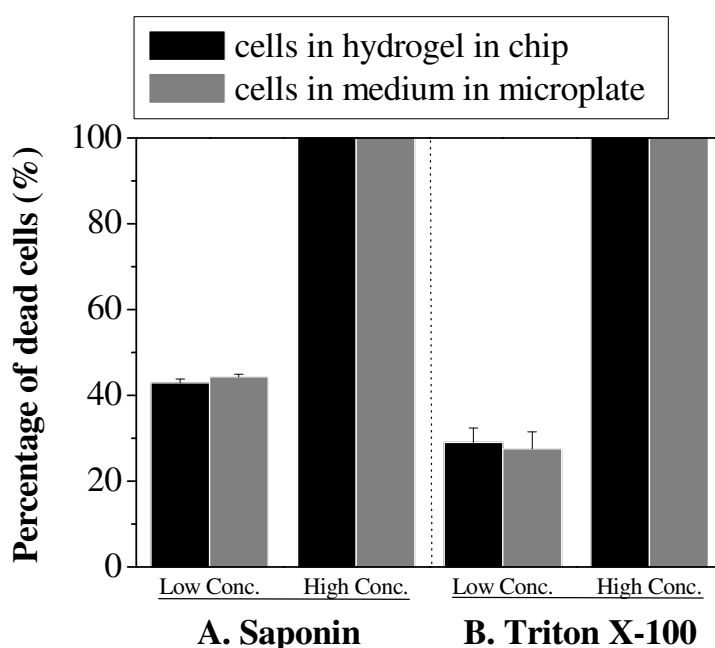 cells in hydrogel in chip
cells in medium in microplate
Percentage of dead cells (%)
100
80
60
40
20
0
Low Conc. High Conc. Low Conc. High Conc.
A. Saponin B. Triton X-100